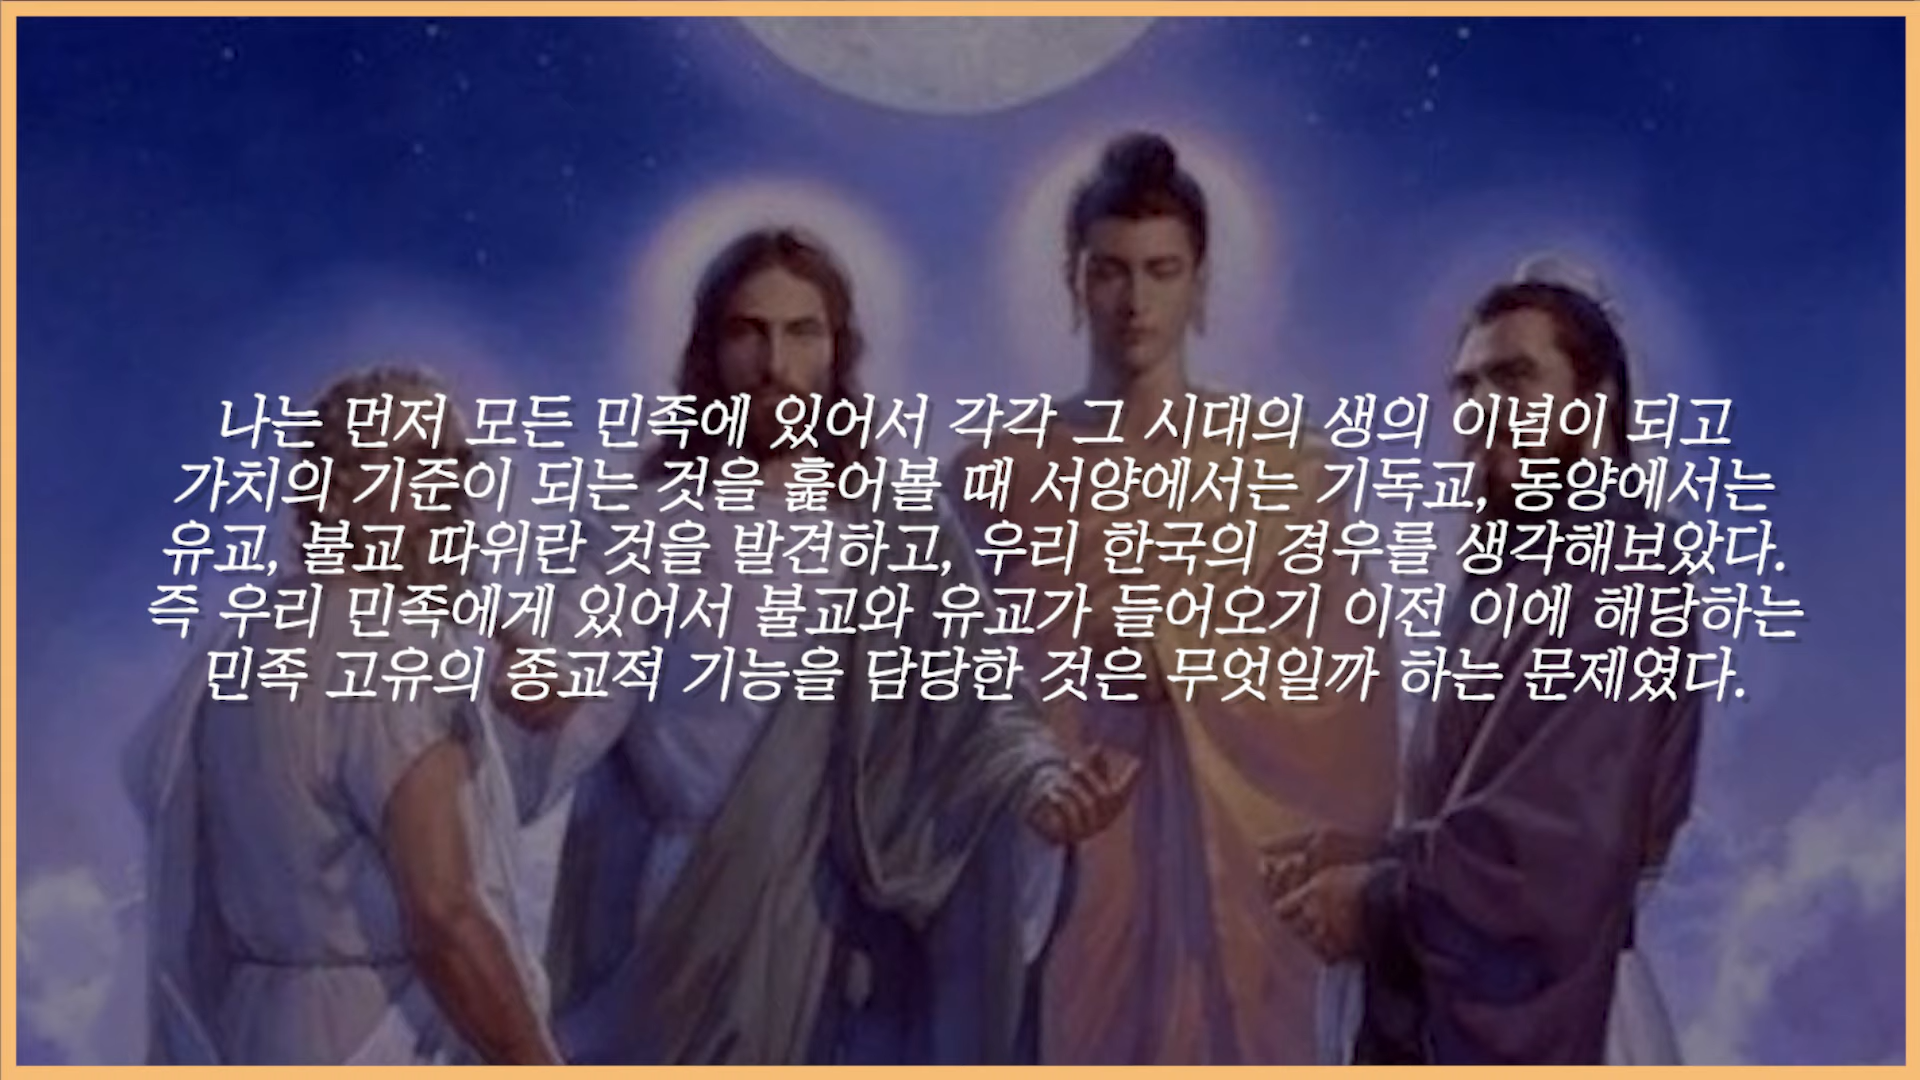 나는 먼저 모든 민족에 있어서 각각 그 시대의 생의 이념이 되고
가치의 기준이 되는 것을 훑어볼 때 서양에서는 기독교, 동양에서는
유교, 불교 따위란 것을 발견하고, 우리 한국의 경우를 생각해보았다.
즉 우리 민족에게 있어서 불교와 유교가 들어오기 이전 이에 해당하는
민족 고유의 종교적 기능을 담당한 것은 무엇일까 하는 문제였다.